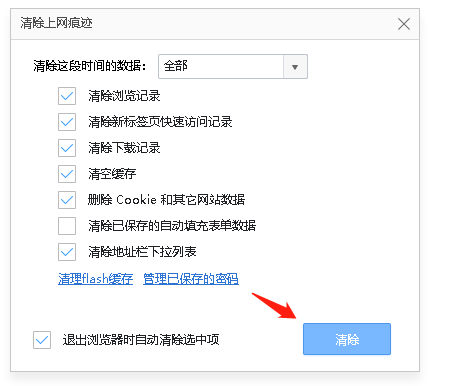 清除上网痕迹
清除这段时间的数据： 全部
清除浏览记录
清除新标签页快速访问记录
清除下载记录
清空缓存
删除 Cookie 和其它网站数据
清除已保存的自动填充表单数据
清除地址栏下拉列表
清理flash缓存 管理已保存的密码
退出浏览器时自动清除选中项 清除